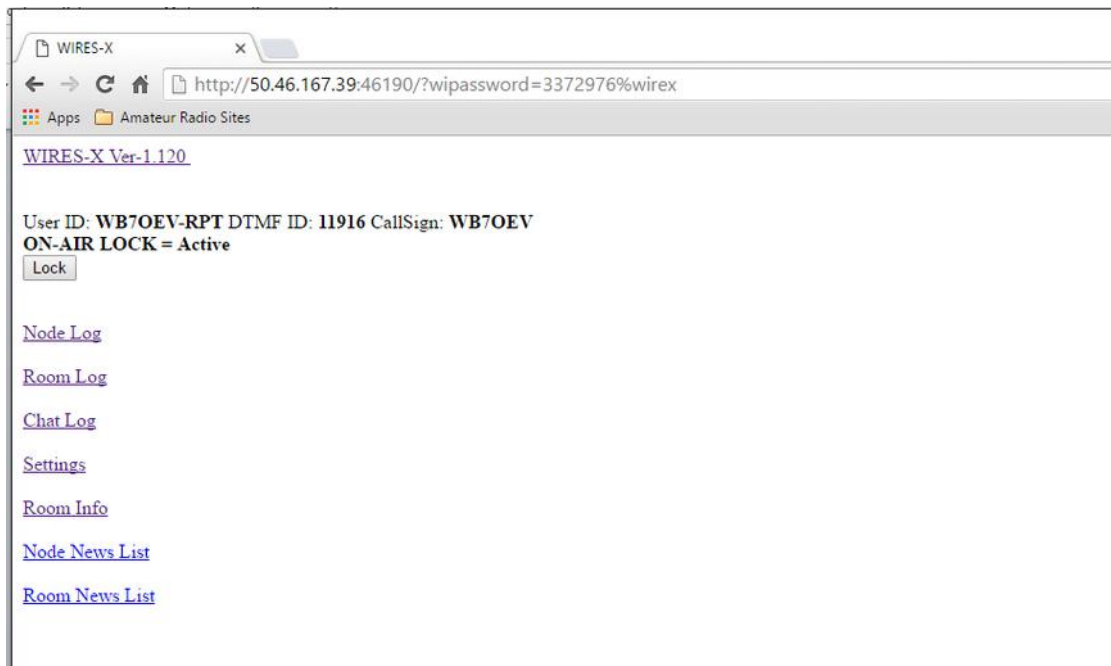 WIRES-X
http://50.46.167.39:46190/?wipassword=3372976%wirex
Apps Amateur Radio Sites
WIRES-X Ver-1.120
User ID: WB7OEV-RPT DTMF ID: 11916 CallSign: WB7OEV
ON-AIR LOCK = Active
Lock
Node Log
Room Log
Chat Log
Settings
Room Info
Node News List
Room News List